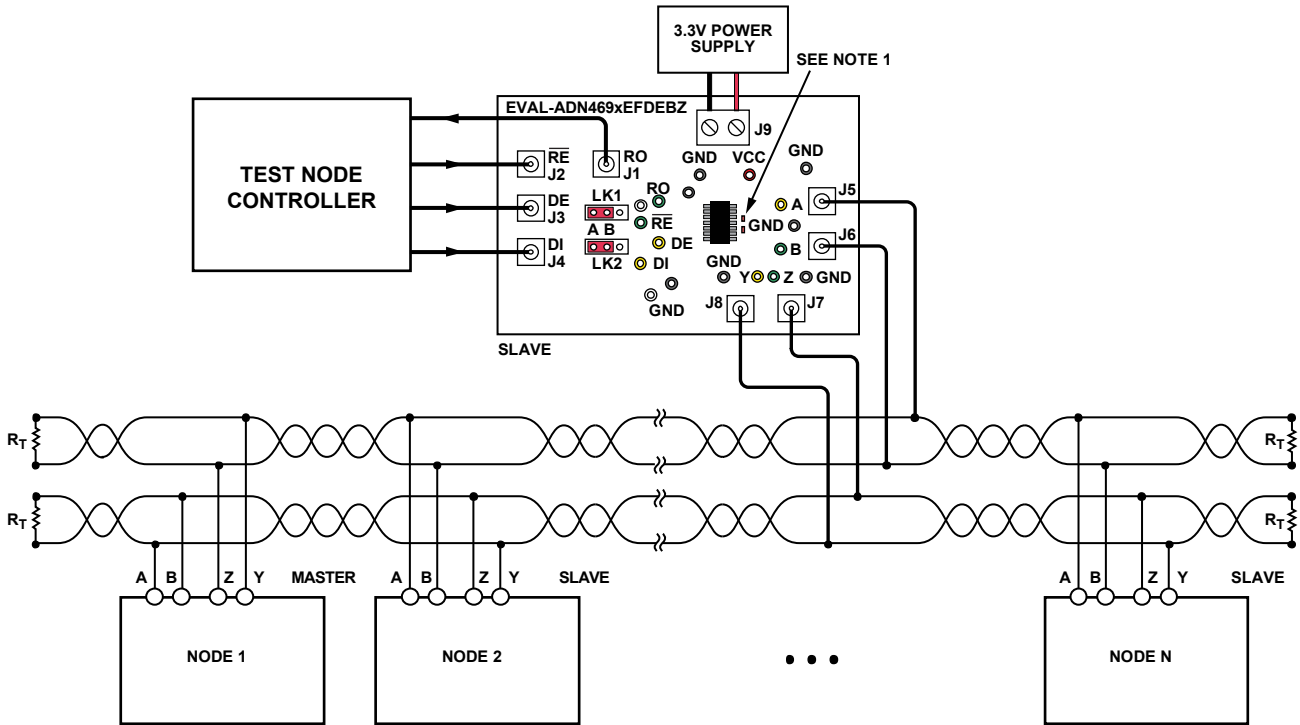 3.3V POWER
SUPPLY
SEE NOTE 1
EVAL-ADN469xEFDEBZ
J9
TEST NODE
CONTROLLER
RE
J2
RO
J1
GND
VCC
GND
DE
J3
LK1
RO
RE
A
J5
GND
A B
DI
J4
LK2
DE
DI
B
J6
GND
Y
Z
GND
GND
J8
J7
SLAVE
RT
RT
RT
RT
A
B
Z
Y
MASTER
A
B
Z
Y
SLAVE
A
B
Z
Y
SLAVE
NODE 1
NODE 2
• • •
NODE N